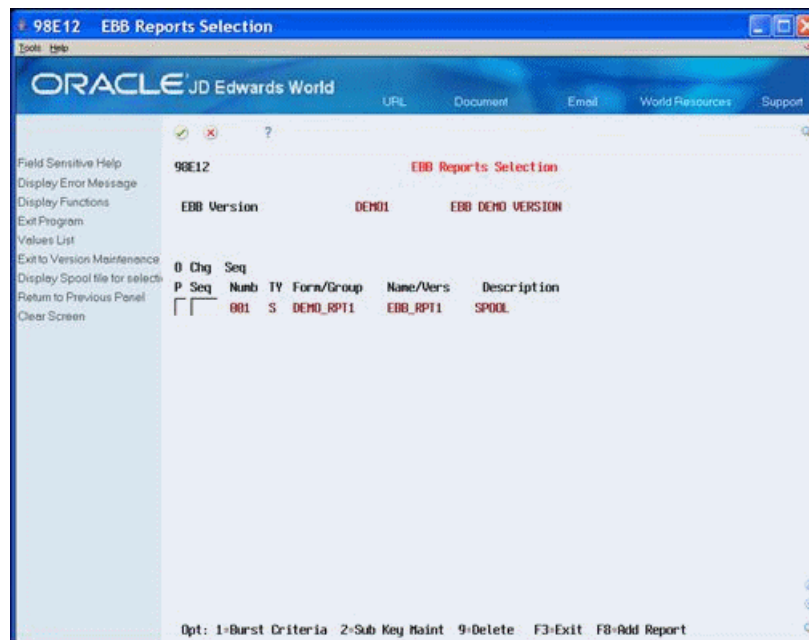 98E12 EBB Reports Selection
Tools Help
ORACLE JD Edwards World
URL Document Email World Resources Support
Field Sensitive Help
Display Error Message
Display Functions
Exit Program
Values List
Exit to Version Maintenance
Display Spool file for selecti
Return to Previous Panel
Clear Screen
?
98E12 EBB Reports Selection
EBB Version DEMO1 EBB DEMO VERSION
O Chg Seq
P Seq Numb TY Form/Group Name/Vers Description
001 S DEMO_RPT1 EBB_RPT1 SPOOL
Opt: 1=Burst Criteria 2=Sub Key Maint 9=Delete F3=Exit F8=Add Report